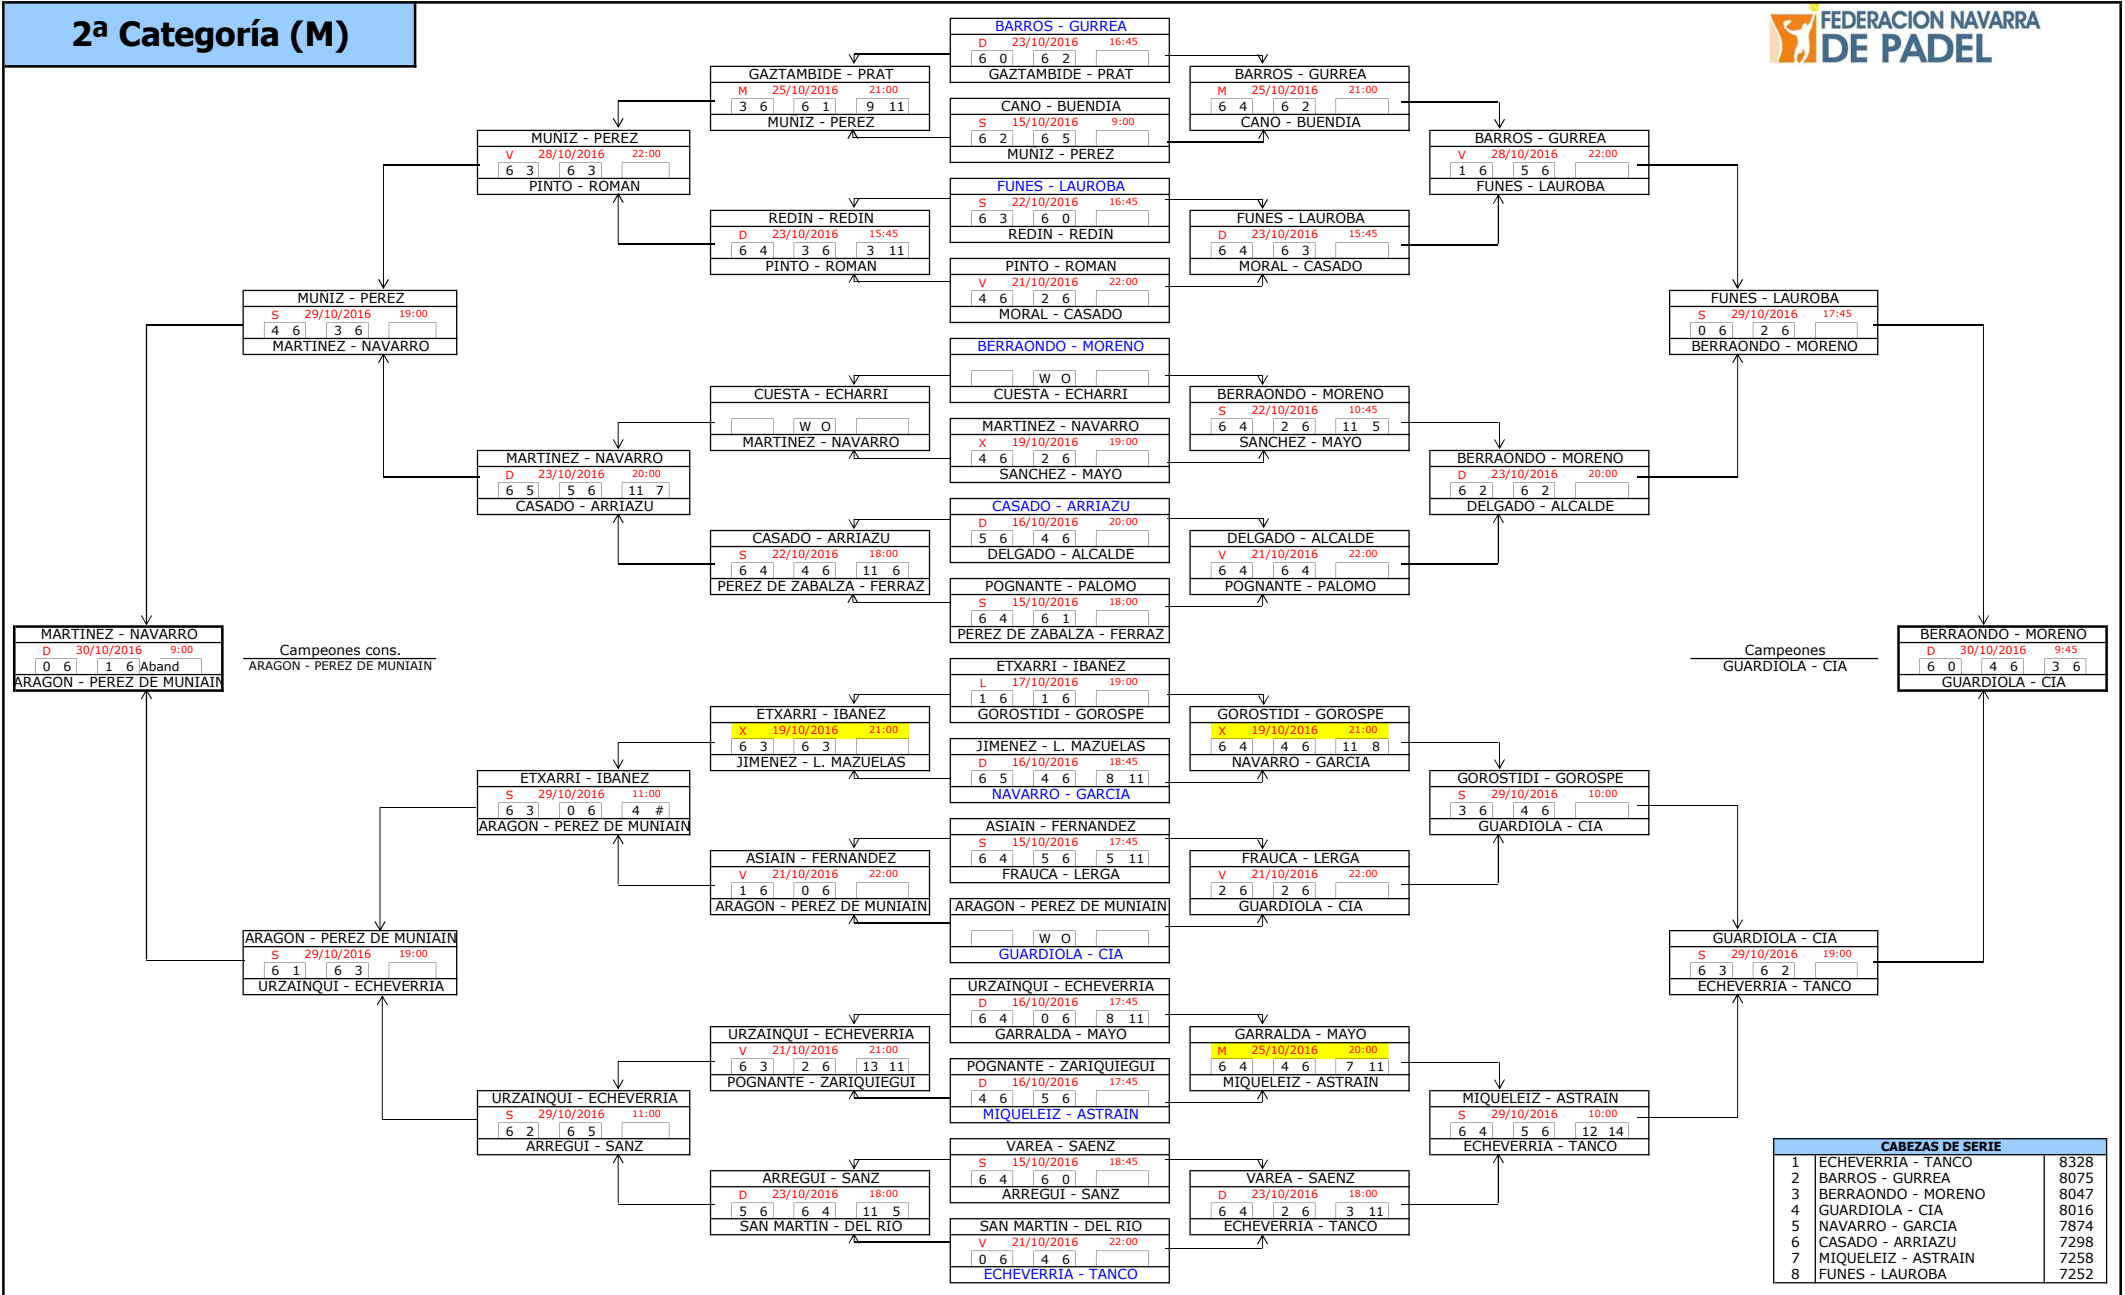 2ª Categoría (M)
FEDERACION NAVARRA
DE PADEL
BARROS - GURREA
D 23/10/2016 16:45
6 0 6 2
GAZTAMBIDE - PRAT
CANO - BUENDIA
S 15/10/2016 9:00
6 2 6 5
MUÑIZ - PEREZ
FUNES - LAUROBA
S 22/10/2016 16:45
6 3 6 0
REDIN - REDIN
PINTO - ROMAN
V 21/10/2016 22:00
4 6 2 6
MORAL - CASADO
BERRAONDO - MORENO
W O
CUESTA - ECHARRI
MARTINEZ - NAVARRO
X 19/10/2016 19:00
4 6 2 6
SANCHEZ - MAYO
CASADO - ARRIAZU
D 16/10/2016 20:00
5 6 4 6
DELGADO - ALCALDE
POGNANTE - PALOMO
S 15/10/2016 18:00
6 4 6 1
PEREZ DE ZABALZA - FERRAZ
ETXARRI - IBAÑEZ
L 17/10/2016 19:00
1 6 1 6
GOROSTIDI - GOROSPE
JIMENEZ - L. MAZUELAS
D 16/10/2016 18:45
6 5 4 6 8 11
NAVARRO - GARCIA
ASIAIN - FERNANDEZ
S 15/10/2016 17:45
6 4 5 6 5 11
FRAUCA - LERGA
ARAGON - PEREZ DE MUNIAIN
W O
GUARDIOLA - CIA
URZAINQUI - ECHEVERRIA
D 16/10/2016 17:45
6 4 0 6 8 11
GARRALDA - MAYO
POGNANTE - ZARIQUIEGUI
D 16/10/2016 17:45
4 6 5 6
MIQUELEIZ - ASTRAIN
VAREA - SAENZ
S 15/10/2016 18:45
6 4 6 0
ARREGUI - SANZ
SAN MARTIN - DEL RIO
V 21/10/2016 22:00
0 6 4 6
ECHEVERRIA - TANCO
GAZTAMBIDE - PRAT
M 25/10/2016 21:00
3 6 6 1 9 11
MUÑIZ - PEREZ
REDIN - REDIN
D 23/10/2016 15:45
6 4 3 6 3 11
PINTO - ROMAN
CUESTA - ECHARRI
W O
MARTINEZ - NAVARRO
CASADO - ARRIAZU
S 22/10/2016 18:00
6 4 4 6 11 6
PEREZ DE ZABALZA - FERRAZ
ETXARRI - IBAÑEZ
X 19/10/2016 21:00
6 3 6 3
JIMENEZ - L. MAZUELAS
ASIAIN - FERNANDEZ
V 21/10/2016 22:00
1 6 0 6
ARAGON - PEREZ DE MUNIAIN
URZAINQUI - ECHEVERRIA
V 21/10/2016 21:00
6 3 2 6 13 11
POGNANTE - ZARIQUIEGUI
ARREGUI - SANZ
D 23/10/2016 18:00
5 6 6 4 11 5
SAN MARTIN - DEL RIO
MUÑIZ - PEREZ
V 28/10/2016 22:00
6 3 6 3
PINTO - ROMAN
MARTINEZ - NAVARRO
D 23/10/2016 20:00
6 5 5 6 11 7
CASADO - ARRIAZU
ETXARRI - IBAÑEZ
S 29/10/2016 11:00
6 3 0 6 4 #
ARAGON - PEREZ DE MUNIAIN
URZAINQUI - ECHEVERRIA
S 29/10/2016 11:00
6 2 6 5
ARREGUI - SANZ
MUÑIZ - PEREZ
S 29/10/2016 19:00
4 6 3 6
MARTINEZ - NAVARRO
ARAGON - PEREZ DE MUNIAIN
S 29/10/2016 19:00
6 1 6 3
URZAINQUI - ECHEVERRIA
MARTINEZ - NAVARRO
D 30/10/2016 9:00
0 6 1 6 Aband
ARAGON - PEREZ DE MUNIAIN
Campeones cons.
ARAGON - PEREZ DE MUNIAIN
BARROS - GURREA
M 25/10/2016 21:00
6 4 6 2
CANO - BUENDIA
FUNES - LAUROBA
D 23/10/2016 15:45
6 4 6 3
MORAL - CASADO
BERRAONDO - MORENO
S 22/10/2016 10:45
6 4 2 6 11 5
SANCHEZ - MAYO
DELGADO - ALCALDE
V 21/10/2016 22:00
6 4 6 4
POGNANTE - PALOMO
GOROSTIDI - GOROSPE
X 19/10/2016 21:00
6 4 4 6 11 8
NAVARRO - GARCIA
FRAUCA - LERGA
V 21/10/2016 22:00
2 6 2 6
GUARDIOLA - CIA
GARRALDA - MAYO
M 25/10/2016 20:00
6 4 4 6 7 11
MIQUELEIZ - ASTRAIN
VAREA - SAENZ
D 23/10/2016 18:00
6 4 2 6 3 11
ECHEVERRIA - TANCO
BARROS - GURREA
V 28/10/2016 22:00
1 6 5 6
FUNES - LAUROBA
BERRAONDO - MORENO
D 23/10/2016 20:00
6 2 6 2
DELGADO - ALCALDE
GOROSTIDI - GOROSPE
S 29/10/2016 10:00
3 6 4 6
GUARDIOLA - CIA
MIQUELEIZ - ASTRAIN
S 29/10/2016 10:00
6 4 5 6 12 14
ECHEVERRIA - TANCO
FUNES - LAUROBA
S 29/10/2016 17:45
0 6 2 6
BERRAONDO - MORENO
GUARDIOLA - CIA
S 29/10/2016 19:00
6 3 6 2
ECHEVERRIA - TANCO
Campeones
GUARDIOLA - CIA
BERRAONDO - MORENO
D 30/10/2016 9:45
6 0 4 6 3 6
GUARDIOLA - CIA
CABEZAS DE SERIE
1 ECHEVERRIA - TANCO 8328
2 BARROS - GURREA 8075
3 BERRAONDO - MORENO 8047
4 GUARDIOLA - CIA 8016
5 NAVARRO - GARCIA 7874
6 CASADO - ARRIAZU 7298
7 MIQUELEIZ - ASTRAIN 7258
8 FUNES - LAUROBA 7252